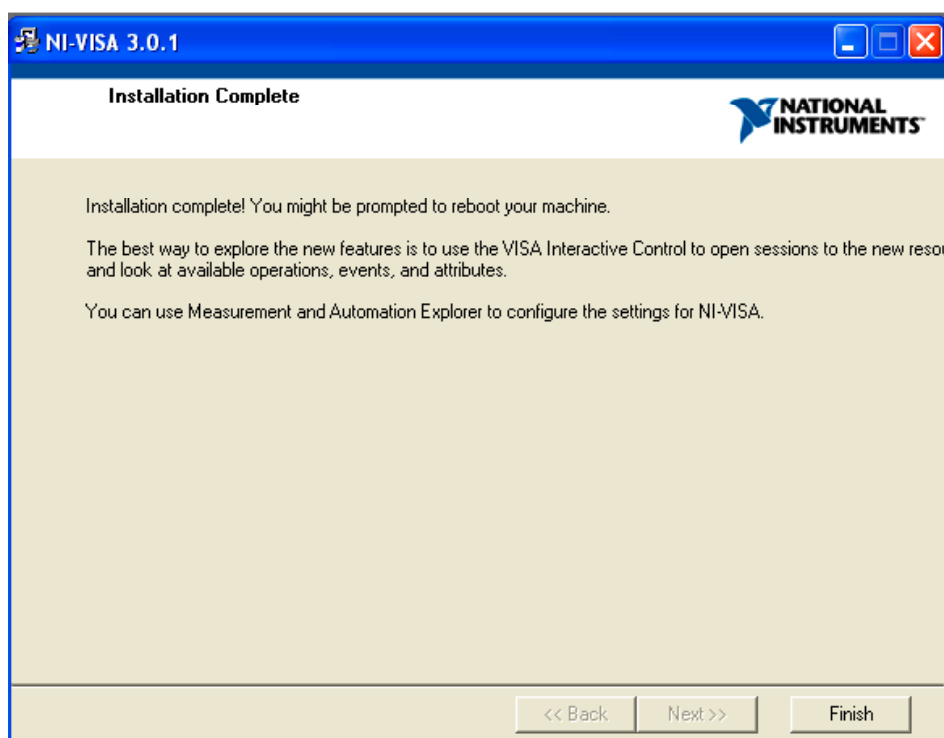 NI-VISA 3.0.1
Installation Complete
NATIONAL
INSTRUMENTS™
Installation complete! You might be prompted to reboot your machine.
The best way to explore the new features is to use the VISA Interactive Control to open sessions to the new
and look at available operations, events, and attributes.
You can use Measurement and Automation Explorer to configure the settings for NI-VISA.
<< Back
Next >>
Finish